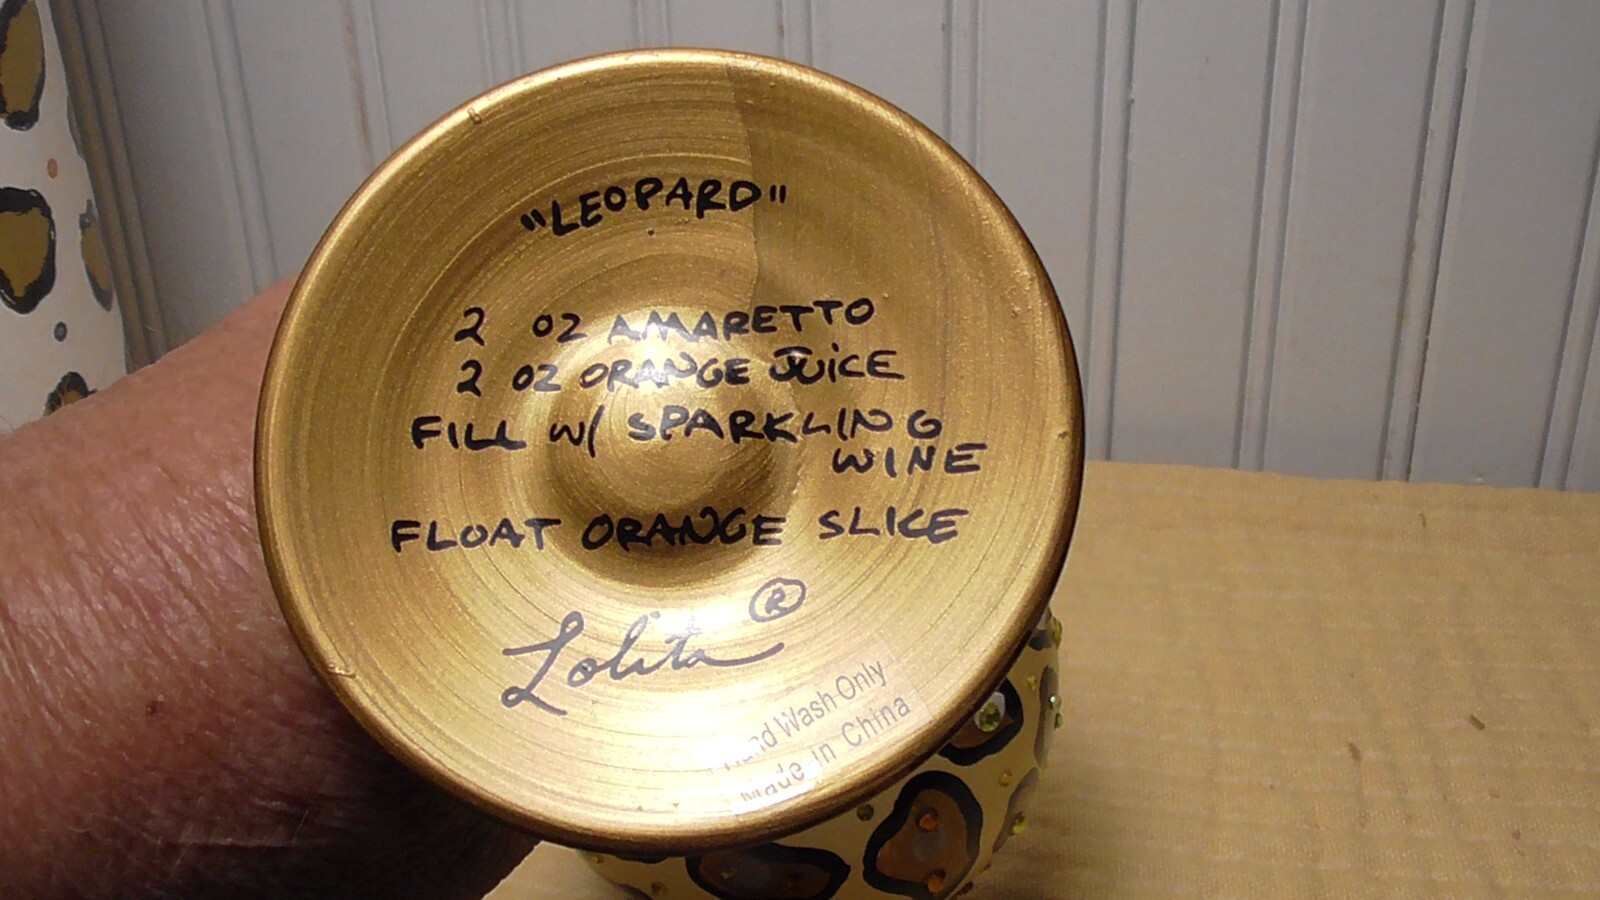 "LEOPARD"
2 OZ AMARETTO
2 OZ ORANGE JUiCE
FILL W/ SPARKLING
WINE
FLOAT ORANGE SLICE
Lolita ®
Hand Wash Only
Made In China